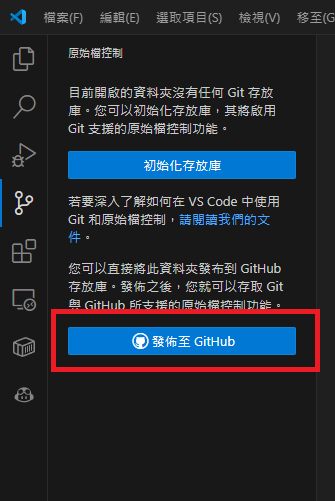 檔案(F) 編輯(E) 選取項目(S) 檢視(V) 移至(G)
原始檔控制
目前開啟的資料夾沒有任何 Git 存放
庫。您可以初始化存放庫，其將啟用
Git 支援的原始檔控制功能。
初始化存放庫
若要深入了解如何在 VS Code 中使用
Git 和原始檔控制，請閱讀我們的文
件。
您可以直接將此資料夾發布到 GitHub
存放庫。發佈之後，您就可以存取 Git
與 GitHub 所支援的原始檔控制功能。
發佈至 GitHub